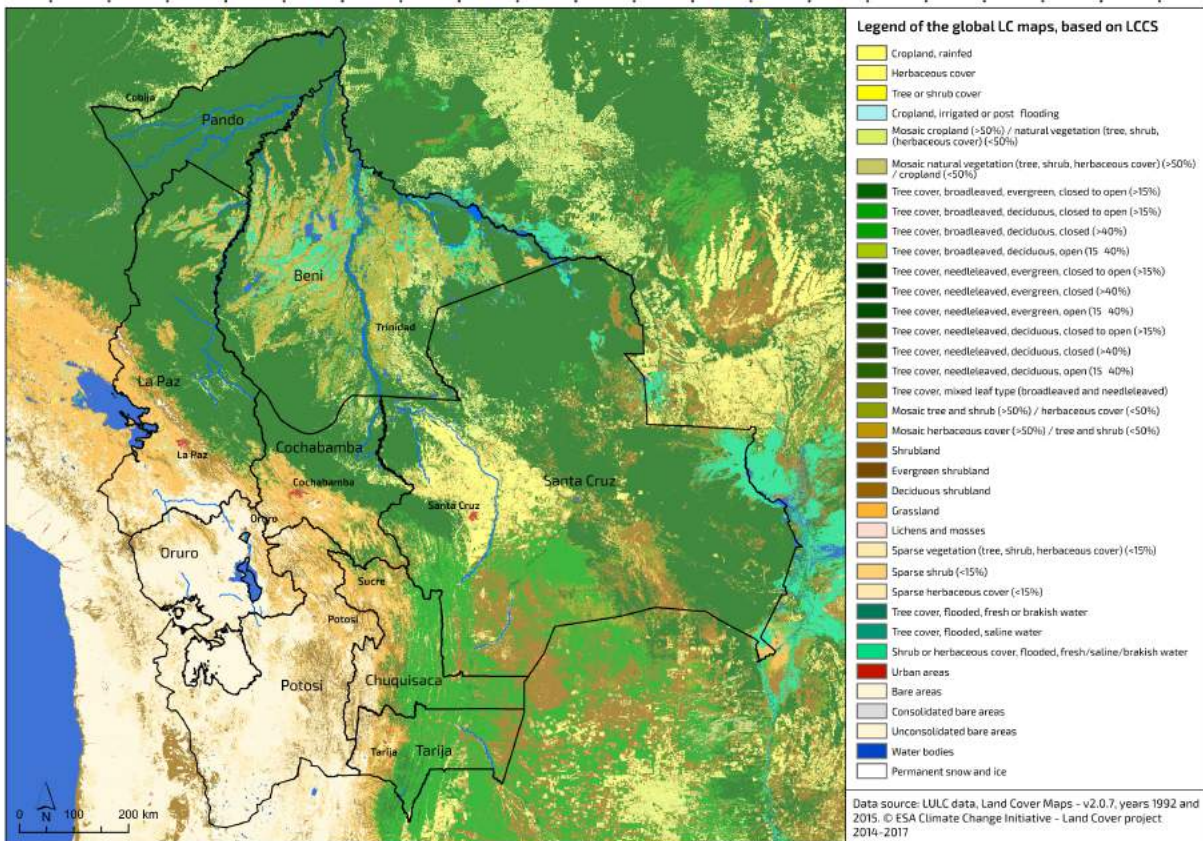 Cobija
Pando
Beni
Trinidad
La Paz
La Paz
Cochabamba
Cochabamba
Santa Cruz
Santa Cruz
Oruro
Oruro
Sucre
Potosi
Potosi
Chuquisaca
Tarija
Tarija
N
0 100 200 km
Legend of the global LC maps, based on LCCS
Cropland, rainfed
Herbaceous cover
Tree or shrub cover
Cropland, irrigated or post flooding
Mosaic cropland (>50%) / natural vegetation (tree, shrub,
(herbaceous cover) (<50%)
Mosaic natural vegetation (tree, shrub, herbaceous cover) (>50%)
/ cropland (<50%)
Tree cover, broadleaved, evergreen, closed to open (>15%)
Tree cover, broadleaved, deciduous, closed to open (>15%)
Tree cover, broadleaved, deciduous, closed (>40%)
Tree cover, broadleaved, deciduous, open (15 40%)
Tree cover, needleleaved, evergreen, closed to open (>15%)
Tree cover, needleleaved, evergreen, closed (>40%)
Tree cover, needleleaved, evergreen, open (15 40%)
Tree cover, needleleaved, deciduous, closed to open (>15%)
Tree cover, needleleaved, deciduous, closed (>40%)
Tree cover, needleleaved, deciduous, open (15 40%)
Tree cover, mixed leaf type (broadleaved and needleleaved)
Mosaic tree and shrub (>50%) / herbaceous cover (<50%)
Mosaic herbaceous cover (>50%) / tree and shrub (<50%)
Shrubland
Evergreen shrubland
Deciduous shrubland
Grassland
Lichens and mosses
Sparse vegetation (tree, shrub, herbaceous cover) (<15%)
Sparse shrub (<15%)
Sparse herbaceous cover (<15%)
Tree cover, flooded, fresh or brakish water
Tree cover, flooded, saline water
Shrub or herbaceous cover, flooded, fresh/saline/brakish water
Urban areas
Bare areas
Consolidated bare areas
Unconsolidated bare areas
Water bodies
Permanent snow and ice
Data source: LULC data, Land Cover Maps - v2.0.7, years 1992 and
2015. © ESA Climate Change Initiative - Land Cover project
2014-2017